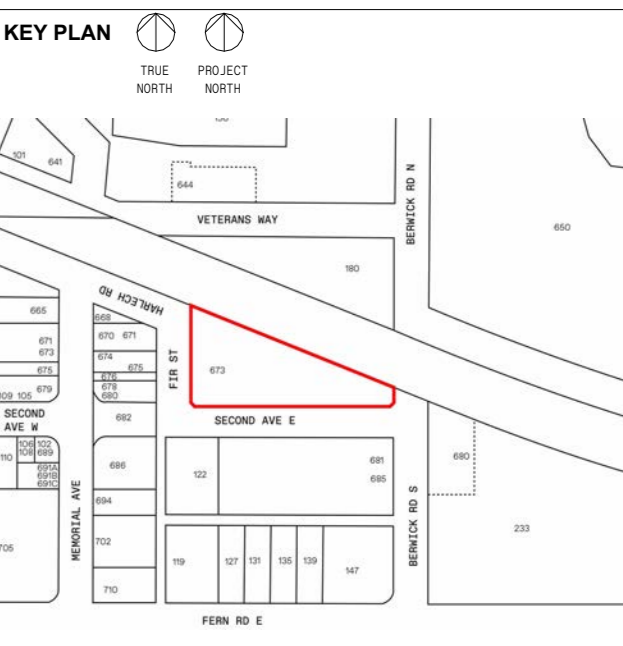 KEY PLAN
TRUE NORTH
PROJECT NORTH
101
641
644
VETERANS WAY
BERWICK RD N
650
180
HARLECH RD
665
671
673
675
679
109 105
668
670 671
674
675
676
678
680
682
FIR ST
673
SECOND AVE E
SECOND AVE W
110
106 102
108 689
691A
691B
691C
686
694
702
710
705
MEMORIAL AVE
122
681
685
BERWICK RD S
680
233
119
127
131
135
139
147
FERN RD E